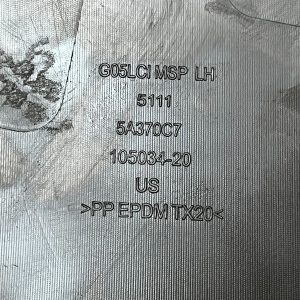 G05LCI MSP LH
5111
5A370C7
105034-20
US
>PP EPDM TX20<